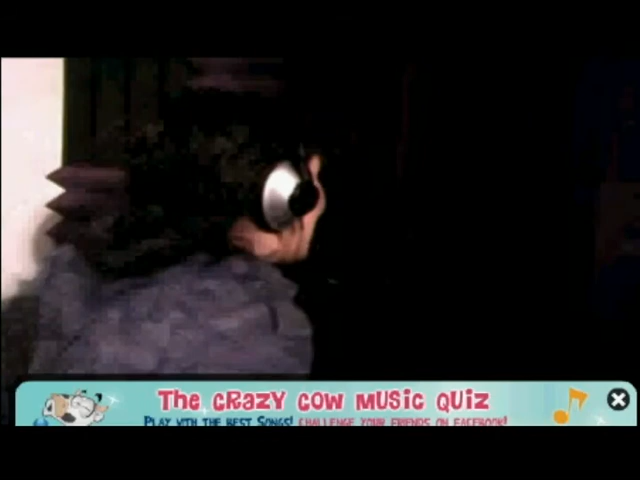 The Crazy Cow Music Quiz
Play with the best Songs! Challenge your friends on Facebook!